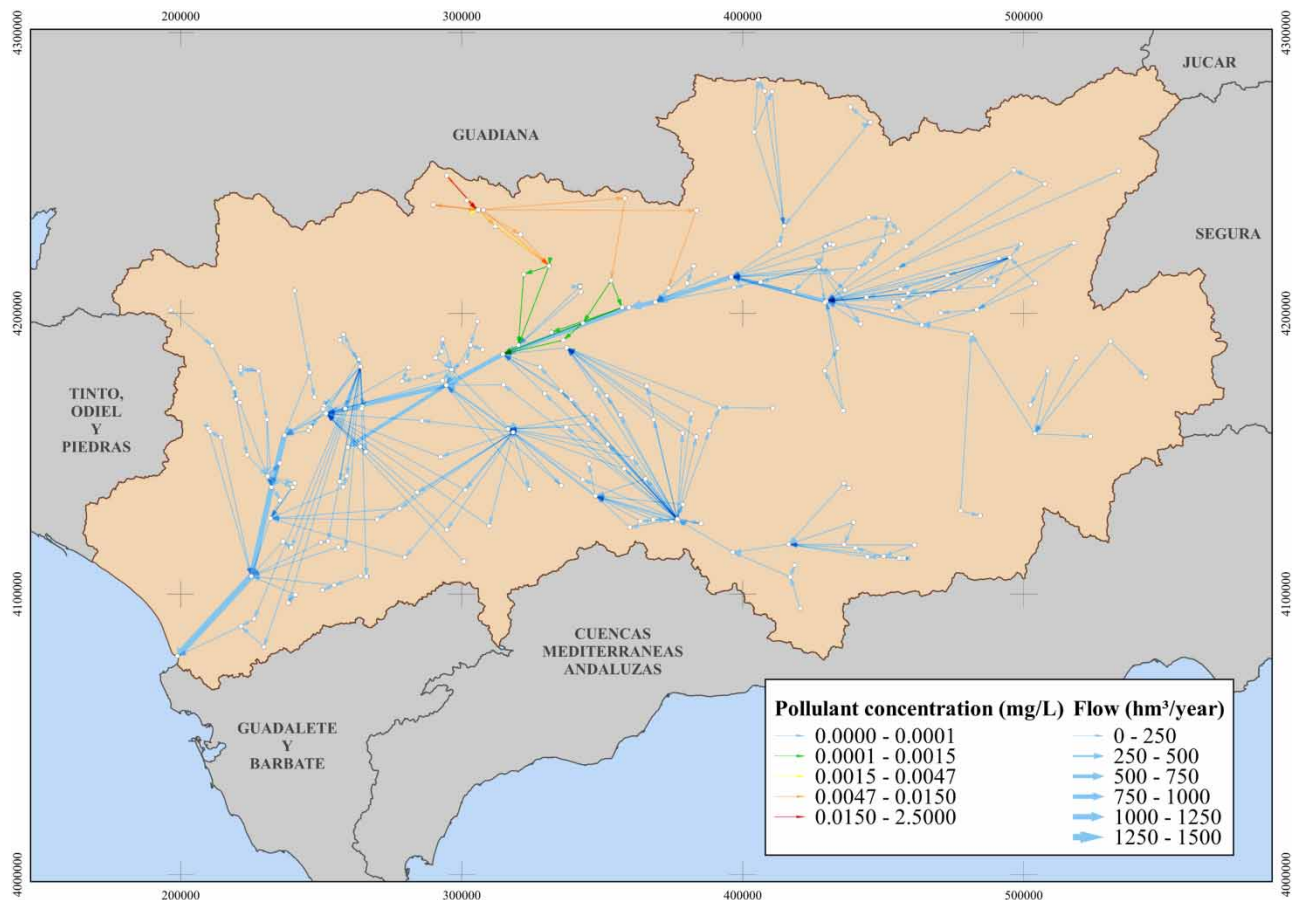 200000
300000
400000
500000
4300000
4300000
JUCAR
GUADIANA
SEGURA
4200000
4200000
TINTO,
ODIEL
Y
PIEDRAS
4100000
4100000
CUENCAS
MEDITERRANEAS
ANDALUZAS
GUADALETE
Y
BARBATE
Pollulant concentration (mg/L)
0.0000 - 0.0001
0.0001 - 0.0015
0.0015 - 0.0047
0.0047 - 0.0150
0.0150 - 2.5000
Flow (hm³/year)
0 - 250
250 - 500
500 - 750
750 - 1000
1000 - 1250
1250 - 1500
4000000
4000000
200000
300000
400000
500000